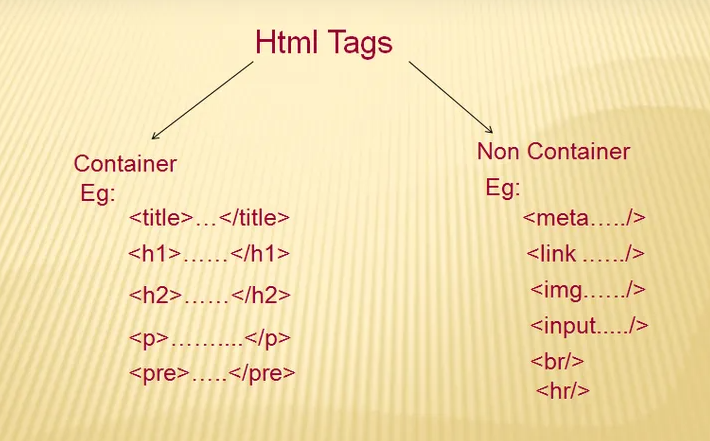 Html Tags
Container
Eg:
<title>…</title>
<h1>……</h1>
<h2>……</h2>
<p>……...</p>
<pre>…..</pre>
Non Container
Eg:
<meta…../>
<link ……/>
<img……/>
<input...../>
<br/>
<hr/>